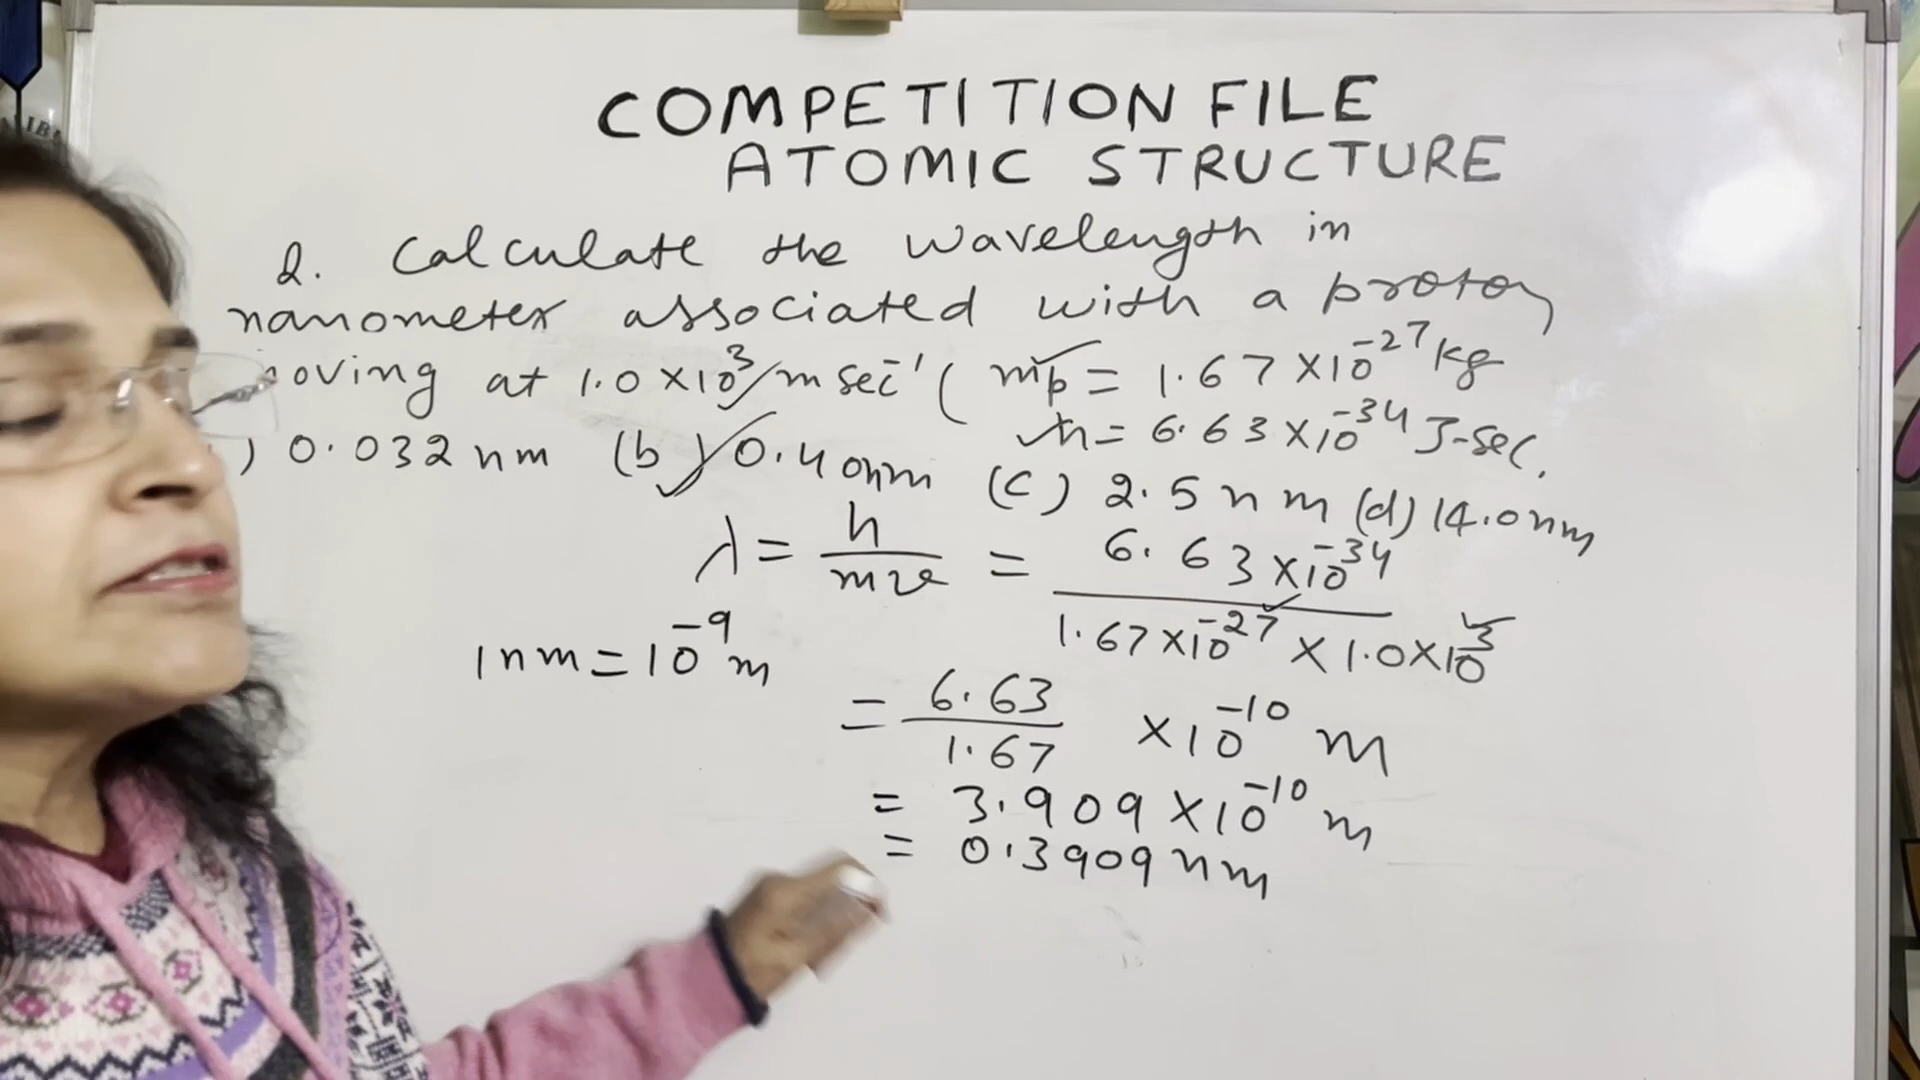 COMPETITION FILE
ATOMIC STRUCTURE
2. Calculate the wavelength in
nanometer associated with a proton
moving at 1.0 × 10³ / m sec⁻¹ ( mp = 1.67 × 10⁻²⁷ kg
h = 6.63 × 10⁻³⁴ J-sec.
) 0.032 nm (b) 0.40 nm (c) 2.5 nm (d) 14.0 nm
λ = h / mv = 6.63 × 10⁻³⁴ / 1.67 × 10⁻²⁷ × 1.0 × 10³
1 nm = 10⁻⁹ m
= 6.63 / 1.67 × 10⁻¹⁰ m
= 3.909 × 10⁻¹⁰ m
= 0.3909 nm